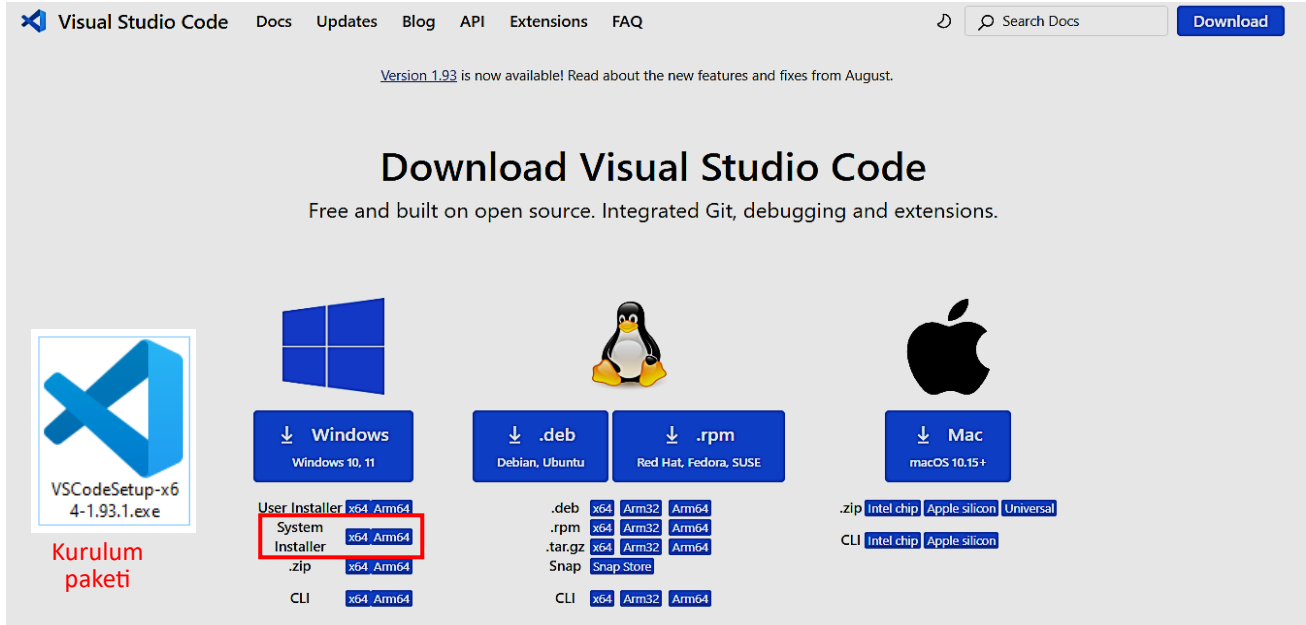 Visual Studio Code Docs Updates Blog API Extensions FAQ Search Docs Download
Version 1.93 is now available! Read about the new features and fixes from August.
Download Visual Studio Code
Free and built on open source. Integrated Git, debugging and extensions.
VSCodeSetup-x6
4-1.93.1.exe
Kurulum
paketi
Windows
Windows 10, 11
User Installer x64 Arm64
System
Installer x64 Arm64
.zip x64 Arm64
CLI x64 Arm64
.deb
Debian, Ubuntu
.rpm
Red Hat, Fedora, SUSE
.deb x64 Arm32 Arm64
.rpm x64 Arm32 Arm64
.tar.gz x64 Arm32 Arm64
Snap Snap Store
CLI x64 Arm32 Arm64
Mac
macOS 10.15+
.zip Intel chip Apple silicon Universal
CLI Intel chip Apple silicon